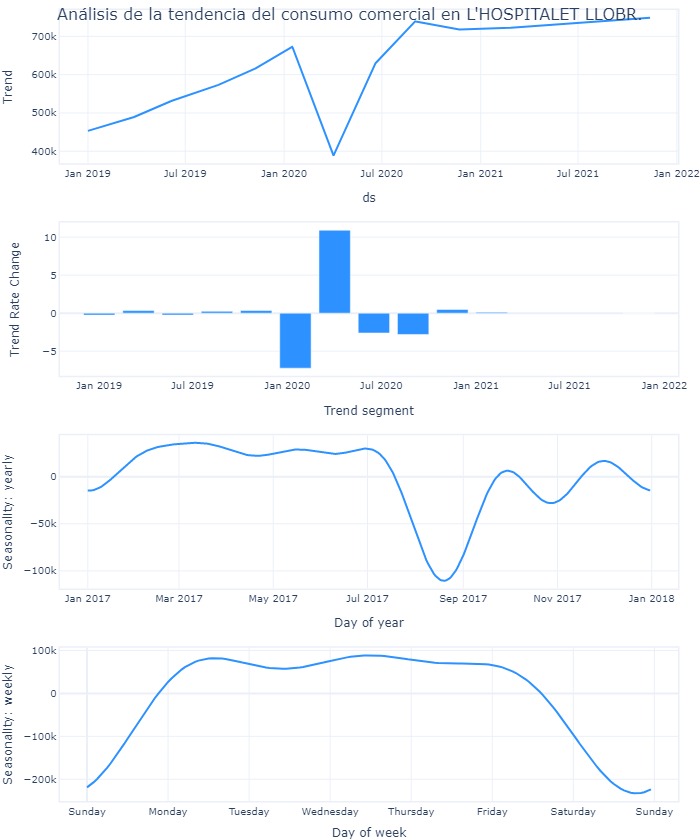 Análisis de la tendencia del consumo comercial en L'HOSPITALET LLOBR.
700k
600k
500k
400k
Trend
Jan 2019 Jul 2019 Jan 2020 Jul 2020 Jan 2021 Jul 2021 Jan 2022
ds
10
5
0
−5
Trend Rate Change
Jan 2019 Jul 2019 Jan 2020 Jul 2020 Jan 2021 Jul 2021 Jan 2022
Trend segment
0
−50k
−100k
Seasonality: yearly
Jan 2017 Mar 2017 May 2017 Jul 2017 Sep 2017 Nov 2017 Jan 2018
Day of year
100k
0
−100k
−200k
Seasonality: weekly
Sunday Monday Tuesday Wednesday Thursday Friday Saturday Sunday
Day of week